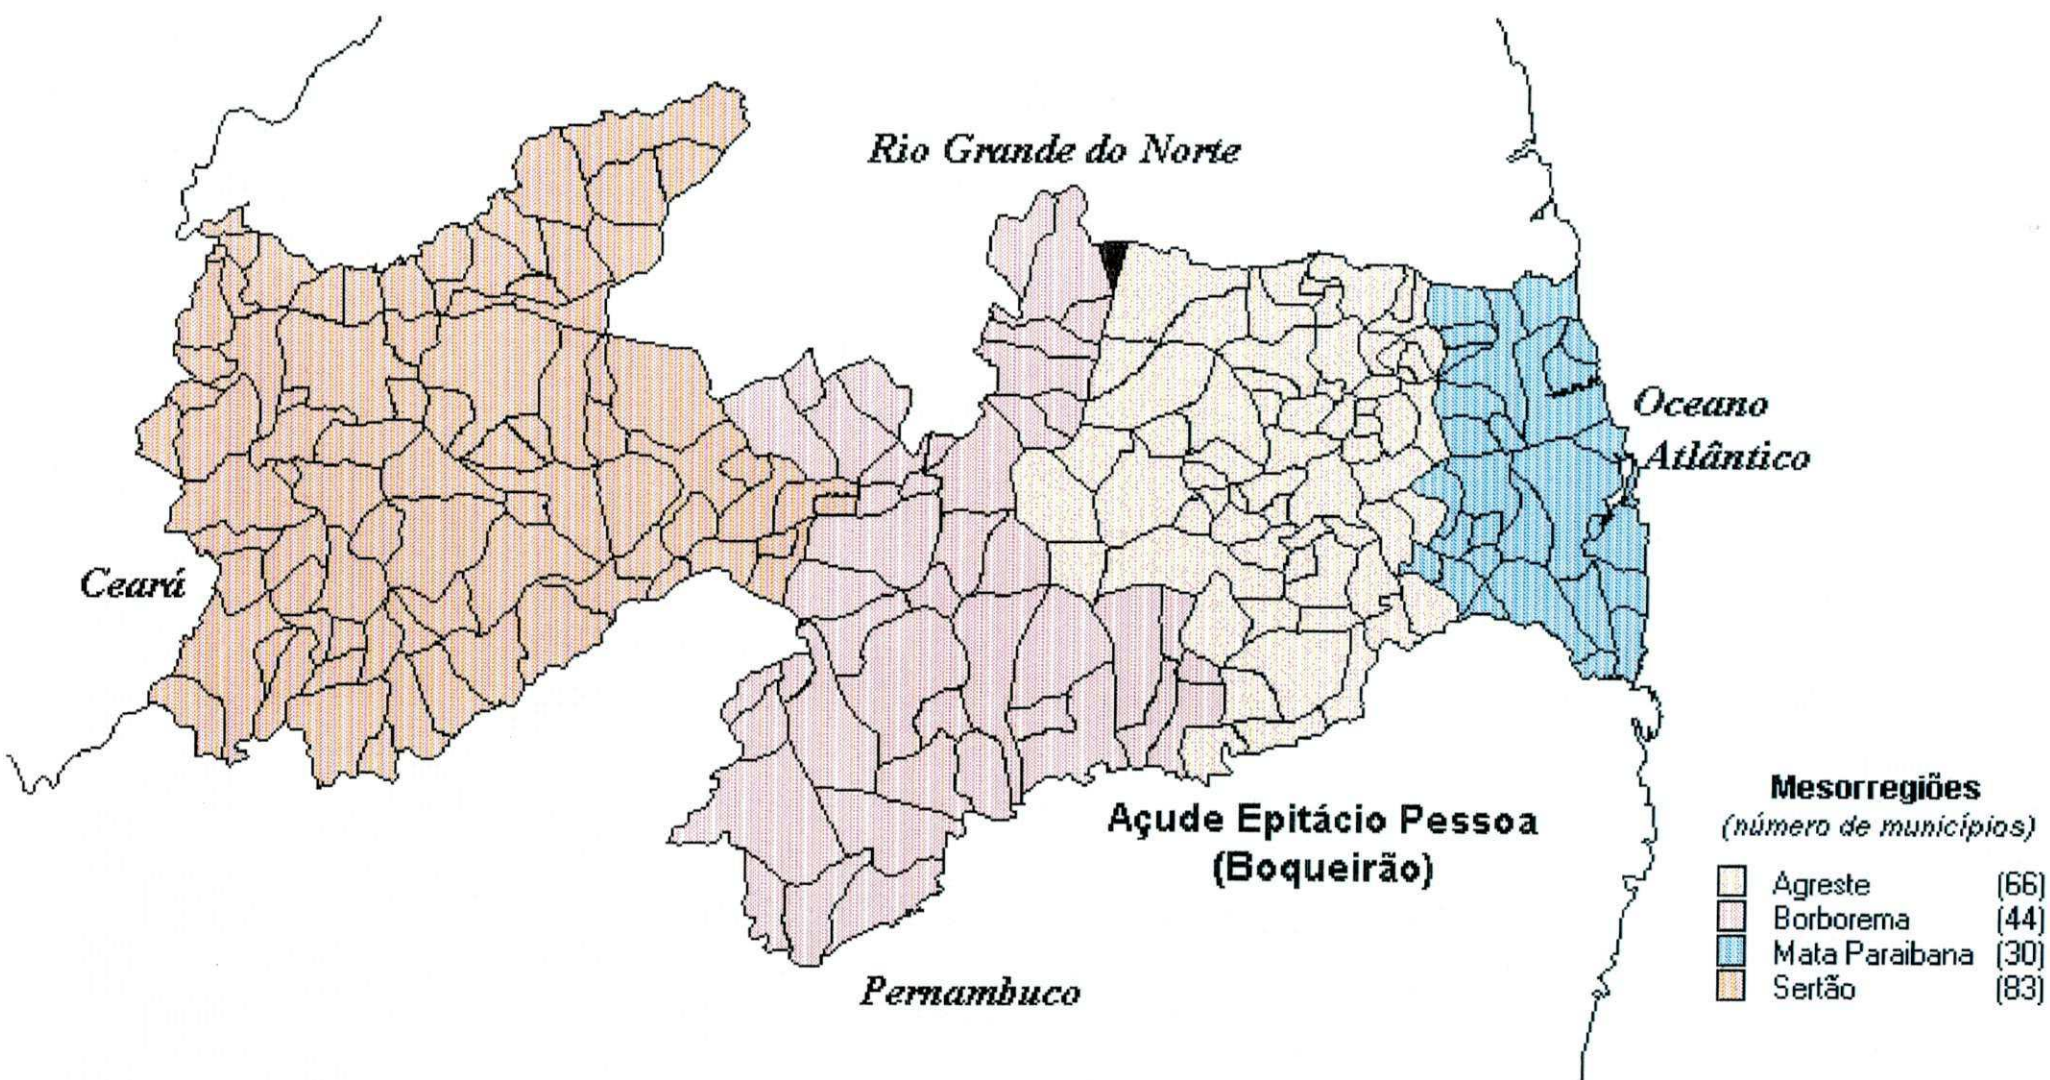 Rio Grande do Norte
Oceano
Atlântico
Ceará
Açude Epitácio Pessoa
(Boqueirão)
Pernambuco
Mesorregiões
(número de municípios)
Agreste (66)
Borborema (44)
Mata Paraibana (30)
Sertão (83)